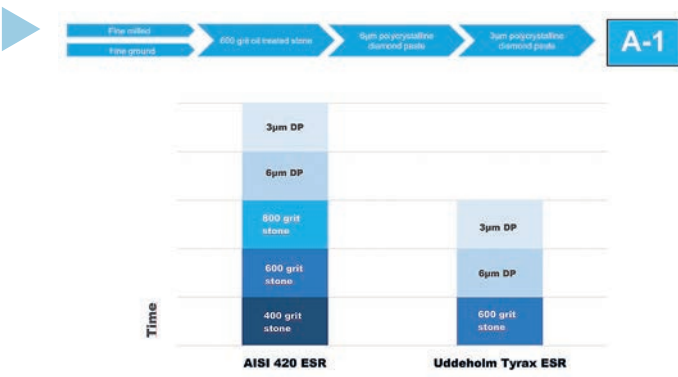 Fine milled
Fine ground
600 grit oil treated stone
6µm polycrystalline
diamond paste
3µm polycrystalline
diamond paste
A-1
3µm DP
6µm DP
800 grit
stone
600 grit
stone
400 grit
stone
3µm DP
6µm DP
600 grit
stone
Time
AISI 420 ESR
Uddeholm Tyrax ESR